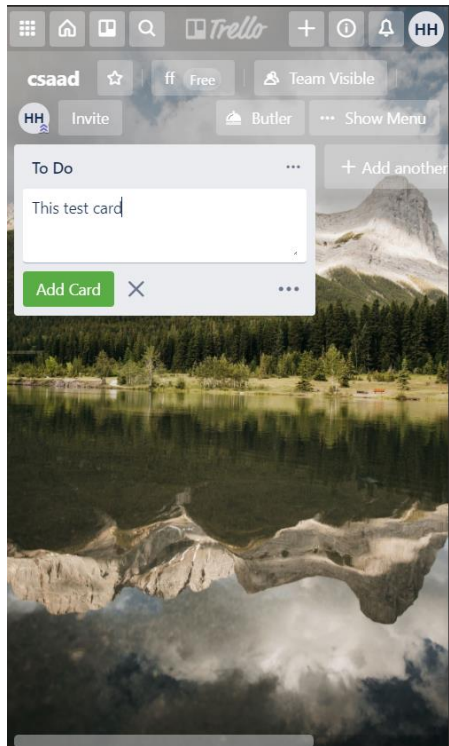 Trello HH
csaad ff Free Team Visible
HH Invite Butler ... Show Menu
To Do ... + Add another
This test card
Add Card ...